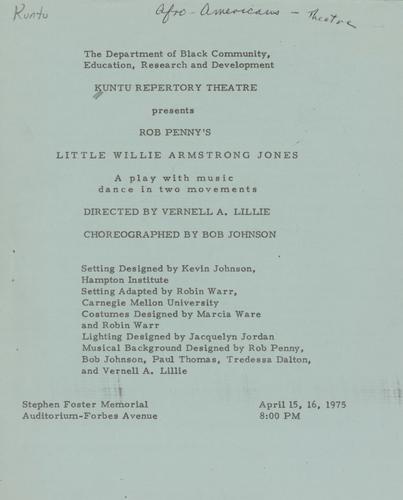 Kuntu
Afro-Americans - Theatre
The Department of Black Community,
Education, Research and Development
KUNTU REPERTORY THEATRE
presents
ROB PENNY'S
LITTLE WILLIE ARMSTRONG JONES
A play with music
dance in two movements
DIRECTED BY VERNELL A. LILLIE
CHOREOGRAPHED BY BOB JOHNSON
Setting Designed by Kevin Johnson,
Hampton Institute
Setting Adapted by Robin Warr,
Carnegie Mellon University
Costumes Designed by Marcia Ware
and Robin Warr
Lighting Designed by Jacquelyn Jordan
Musical Background Designed by Rob Penny,
Bob Johnson, Paul Thomas, Tredessa Dalton,
and Vernell A. Lillie
Stephen Foster Memorial April 15, 16, 1975
Auditorium-Forbes Avenue 8:00 PM